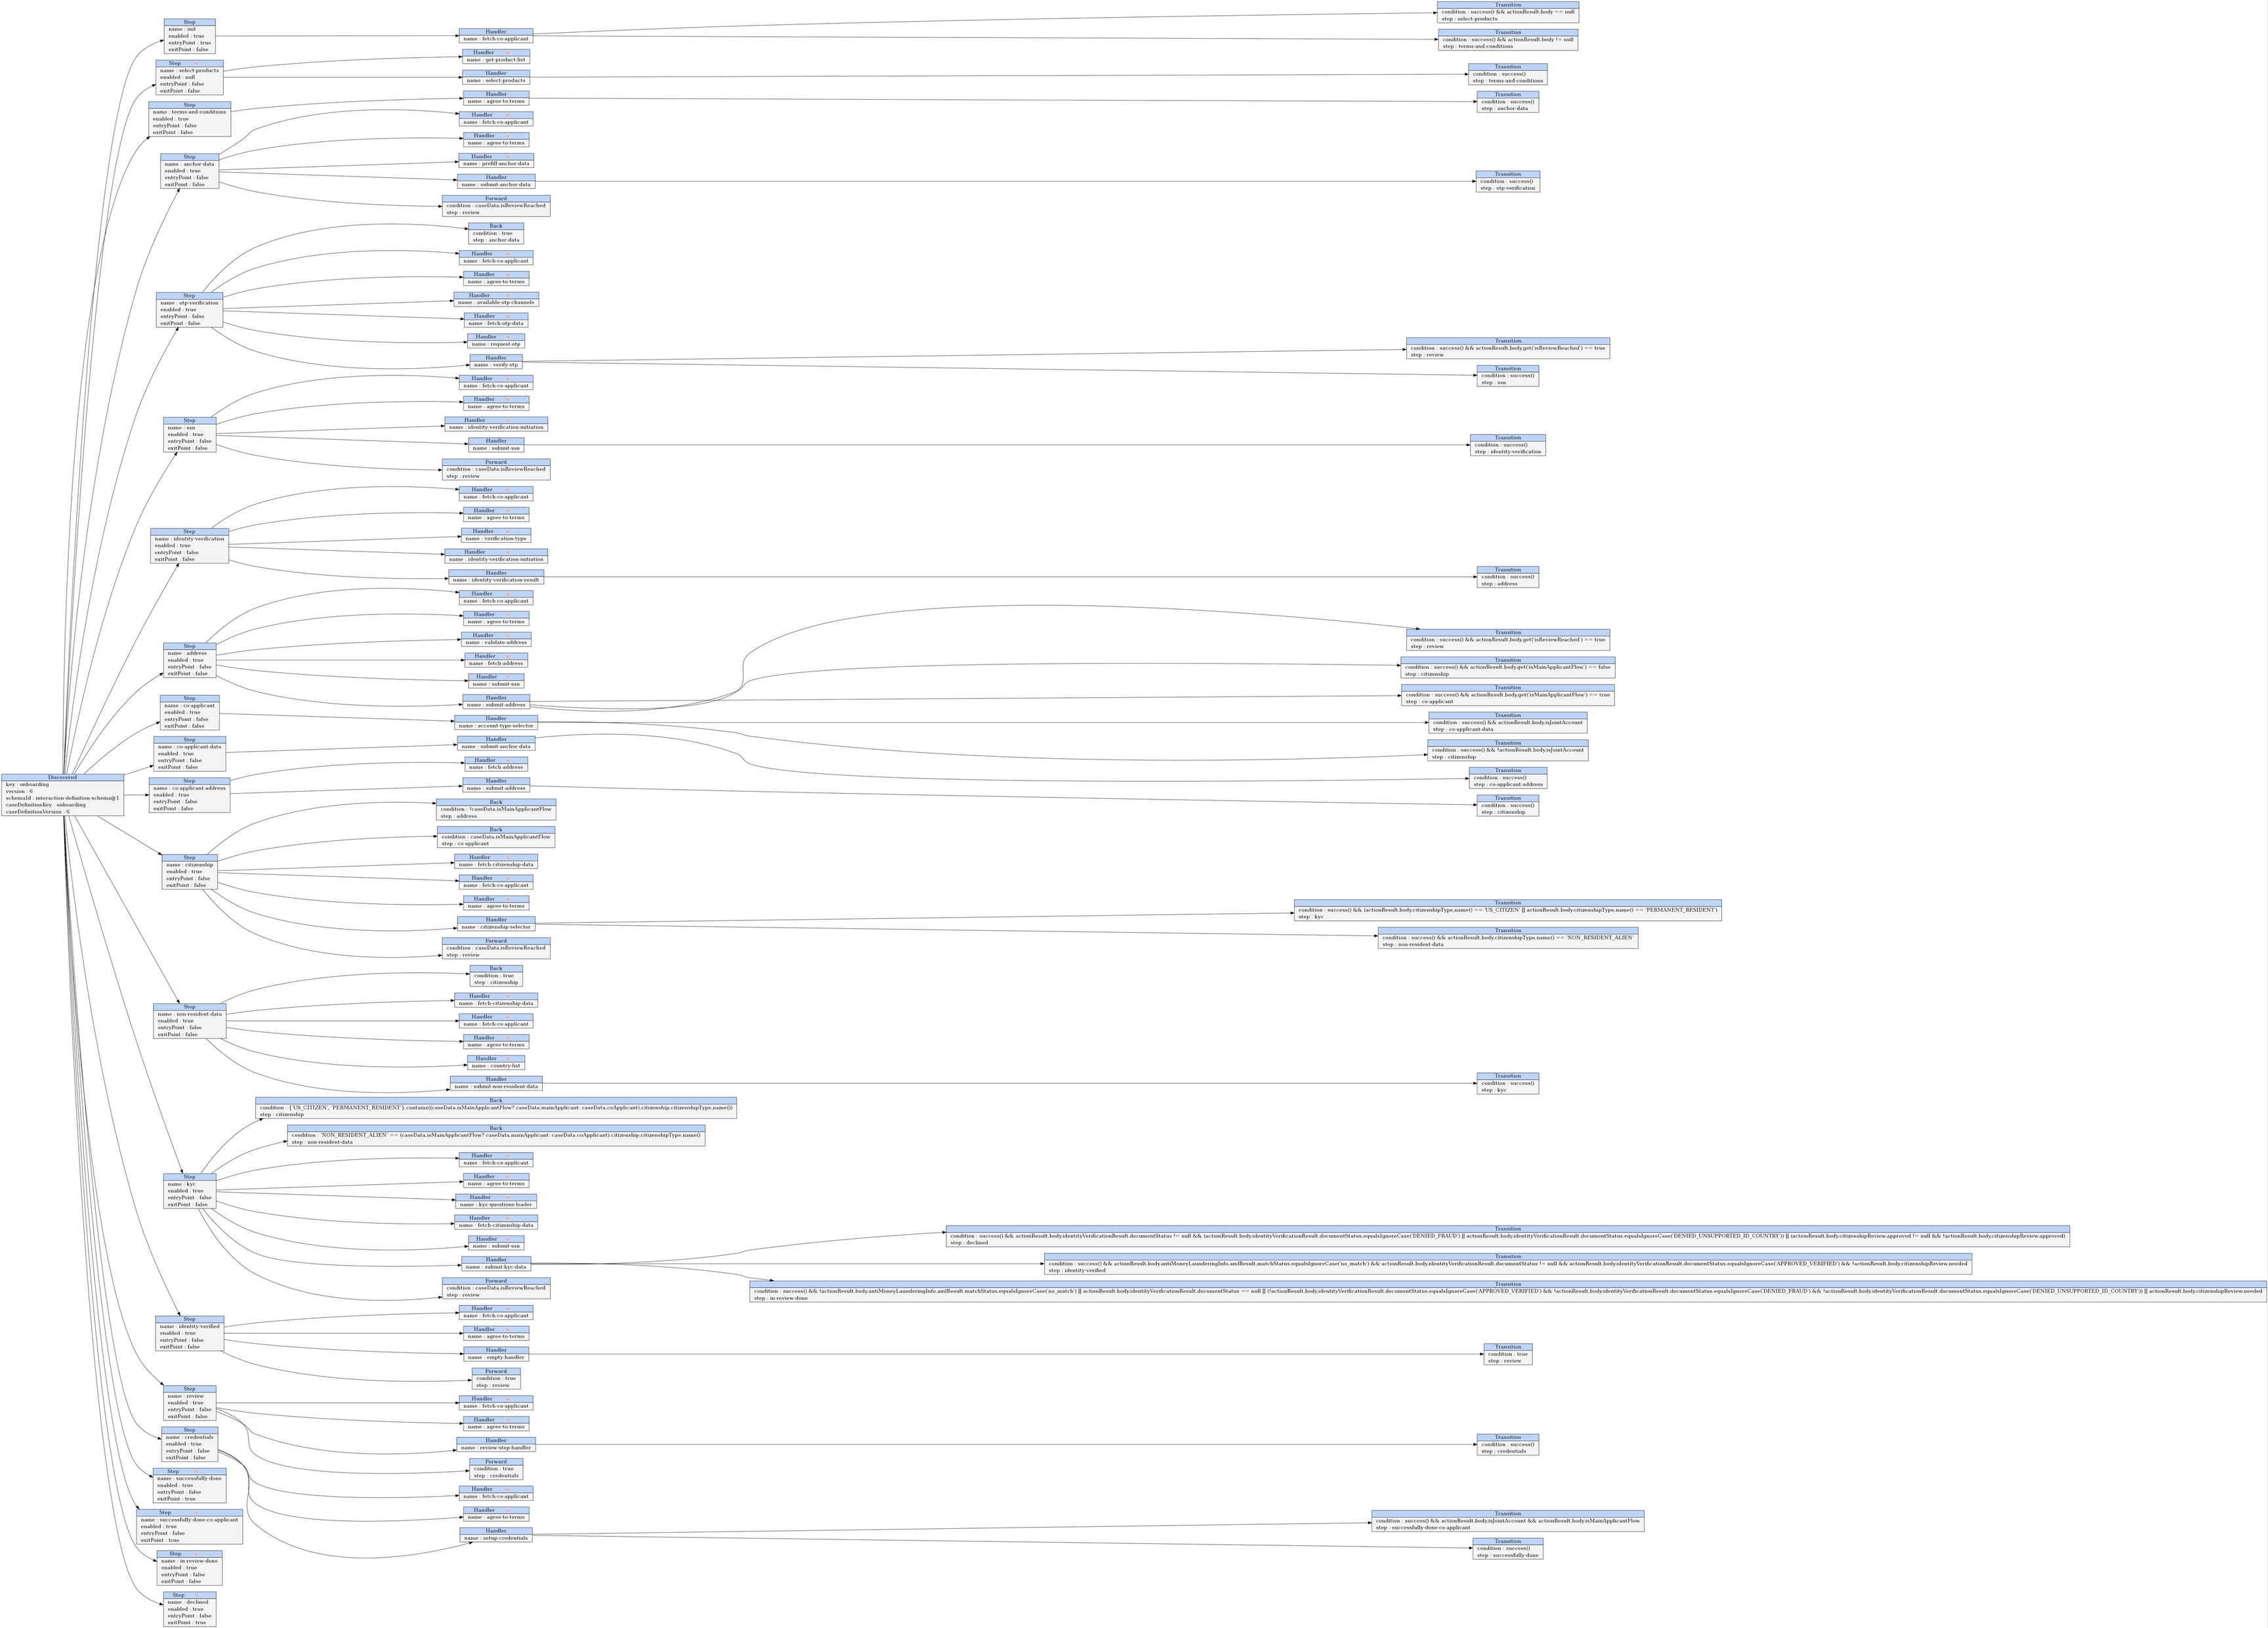 Discovered
key : onboarding
version : 6
schemaId : interaction-definition-schema@1
caseDefinitionKey : onboarding
caseDefinitionVersion : 6
Step
name : init
enabled : true
entryPoint : true
exitPoint : false
Step
name : select-products
enabled : null
entryPoint : false
exitPoint : false
Step
name : terms-and-conditions
enabled : true
entryPoint : false
exitPoint : false
Step
name : anchor-data
enabled : true
entryPoint : false
exitPoint : false
Step
name : otp-verification
enabled : true
entryPoint : false
exitPoint : false
Step
name : ssn
enabled : true
entryPoint : false
exitPoint : false
Step
name : identity-verification
enabled : true
entryPoint : false
exitPoint : false
Step
name : address
enabled : true
entryPoint : false
exitPoint : false
Step
name : co-applicant
enabled : true
entryPoint : false
exitPoint : false
Step
name : co-applicant-data
enabled : true
entryPoint : false
exitPoint : false
Step
name : co-applicant-address
enabled : true
entryPoint : false
exitPoint : false
Step
name : citizenship
enabled : true
entryPoint : false
exitPoint : false
Step
name : non-resident-data
enabled : true
entryPoint : false
exitPoint : false
Step
name : kyc
enabled : true
entryPoint : false
exitPoint : false
Step
name : identity-verified
enabled : true
entryPoint : false
exitPoint : false
Step
name : review
enabled : true
entryPoint : false
exitPoint : false
Step
name : credentials
enabled : true
entryPoint : false
exitPoint : false
Step
name : successfully-done
enabled : true
entryPoint : false
exitPoint : true
Step
name : successfully-done-co-applicant
enabled : true
entryPoint : false
exitPoint : true
Step
name : in-review-done
enabled : true
entryPoint : false
exitPoint : false
Step
name : declined
enabled : true
entryPoint : false
exitPoint : true
Handler
name : fetch-co-applicant
Handler
name : get-product-list
Handler
name : select-products
Handler
name : agree-to-terms
Handler
name : fetch-co-applicant
Handler
name : agree-to-terms
Handler
name : prefill-anchor-data
Handler
name : submit-anchor-data
Forward
condition : caseData.isReviewReached
step : review
Back
condition : true
step : anchor-data
Handler
name : fetch-co-applicant
Handler
name : agree-to-terms
Handler
name : available-otp-channels
Handler
name : fetch-otp-data
Handler
name : request-otp
Handler
name : verify-otp
Handler
name : fetch-co-applicant
Handler
name : agree-to-terms
Handler
name : identity-verification-initiation
Handler
name : submit-ssn
Forward
condition : caseData.isReviewReached
step : review
Handler
name : fetch-co-applicant
Handler
name : agree-to-terms
Handler
name : verification-type
Handler
name : identity-verification-initiation
Handler
name : identity-verification-result
Handler
name : fetch-co-applicant
Handler
name : agree-to-terms
Handler
name : validate-address
Handler
name : fetch-address
Handler
name : submit-ssn
Handler
name : submit-address
Handler
name : account-type-selector
Handler
name : submit-anchor-data
Handler
name : fetch-address
Handler
name : submit-address
Back
condition : !caseData.isMainApplicantFlow
step : address
Back
condition : caseData.isMainApplicantFlow
step : co-applicant
Handler
name : fetch-citizenship-data
Handler
name : fetch-co-applicant
Handler
name : agree-to-terms
Handler
name : citizenship-selector
Forward
condition : caseData.isReviewReached
step : review
Back
condition : true
step : citizenship
Handler
name : fetch-citizenship-data
Handler
name : fetch-co-applicant
Handler
name : agree-to-terms
Handler
name : country-list
Handler
name : submit-non-resident-data
Back
condition : {'US_CITIZEN', 'PERMANENT_RESIDENT'}.contains((caseData.isMainApplicantFlow? caseData.mainApplicant: caseData.coApplicant).citizenship.citizenshipType.name())
step : citizenship
Back
condition : 'NON_RESIDENT_ALIEN' == (caseData.isMainApplicantFlow? caseData.mainApplicant: caseData.coApplicant).citizenship.citizenshipType.name()
step : non-resident-data
Handler
name : fetch-co-applicant
Handler
name : agree-to-terms
Handler
name : kyc-questions-loader
Handler
name : fetch-citizenship-data
Handler
name : submit-ssn
Handler
name : submit-kyc-data
Forward
condition : caseData.isReviewReached
step : review
Handler
name : fetch-co-applicant
Handler
name : agree-to-terms
Handler
name : empty-handler
Forward
condition : true
step : review
Handler
name : fetch-co-applicant
Handler
name : agree-to-terms
Handler
name : review-step-handler
Forward
condition : true
step : credentials
Handler
name : fetch-co-applicant
Handler
name : agree-to-terms
Handler
name : setup-credentials
Transition
condition : success() && actionResult.body == null
step : select-products
Transition
condition : success() && actionResult.body != null
step : terms-and-conditions
Transition
condition : success()
step : terms-and-conditions
Transition
condition : success()
step : anchor-data
Transition
condition : success()
step : otp-verification
Transition
condition : success() && actionResult.body.get('isReviewReached') == true
step : review
Transition
condition : success()
step : ssn
Transition
condition : success()
step : identity-verification
Transition
condition : success()
step : address
Transition
condition : success() && actionResult.body.get('isReviewReached') == true
step : review
Transition
condition : success() && actionResult.body.get('isMainApplicantFlow') == false
step : citizenship
Transition
condition : success() && actionResult.body.get('isMainApplicantFlow') == true
step : co-applicant
Transition
condition : success() && actionResult.body.isJointAccount
step : co-applicant-data
Transition
condition : success() && !actionResult.body.isJointAccount
step : citizenship
Transition
condition : success()
step : co-applicant-address
Transition
condition : success()
step : citizenship
Transition
condition : success() && (actionResult.body.citizenshipType.name() == 'US_CITIZEN' || actionResult.body.citizenshipType.name() == 'PERMANENT_RESIDENT')
step : kyc
Transition
condition : success() && actionResult.body.citizenshipType.name() == 'NON_RESIDENT_ALIEN'
step : non-resident-data
Transition
condition : success()
step : kyc
Transition
condition : success() && actionResult.body.identityVerificationResult.documentStatus != null && (actionResult.body.identityVerificationResult.documentStatus.equalsIgnoreCase('DENIED_FRAUD') || actionResult.body.identityVerificationResult.documentStatus.equalsIgnoreCase('DENIED_UNSUPPORTED_ID_COUNTRY')) || (actionResult.body.citizenshipReview.approved != null && !actionResult.body.citizenshipReview.approved)
step : declined
Transition
condition : success() && actionResult.body.antiMoneyLaunderingInfo.amlResult.matchStatus.equalsIgnoreCase('no_match') && actionResult.body.identityVerificationResult.documentStatus != null && actionResult.body.identityVerificationResult.documentStatus.equalsIgnoreCase('APPROVED_VERIFIED') && !actionResult.body.citizenshipReview.needed
step : identity-verified
Transition
condition : success() && !actionResult.body.antiMoneyLaunderingInfo.amlResult.matchStatus.equalsIgnoreCase('no_match') || actionResult.body.identityVerificationResult.documentStatus == null || (!actionResult.body.identityVerificationResult.documentStatus.equalsIgnoreCase('APPROVED_VERIFIED') && !actionResult.body.identityVerificationResult.documentStatus.equalsIgnoreCase('DENIED_FRAUD') && !actionResult.body.identityVerificationResult.documentStatus.equalsIgnoreCase('DENIED_UNSUPPORTED_ID_COUNTRY')) || actionResult.body.citizenshipReview.needed
step : in-review-done
Transition
condition : true
step : review
Transition
condition : success()
step : credentials
Transition
condition : success() && actionResult.body.isJointAccount && actionResult.body.isMainApplicantFlow
step : successfully-done-co-applicant
Transition
condition : success()
step : successfully-done